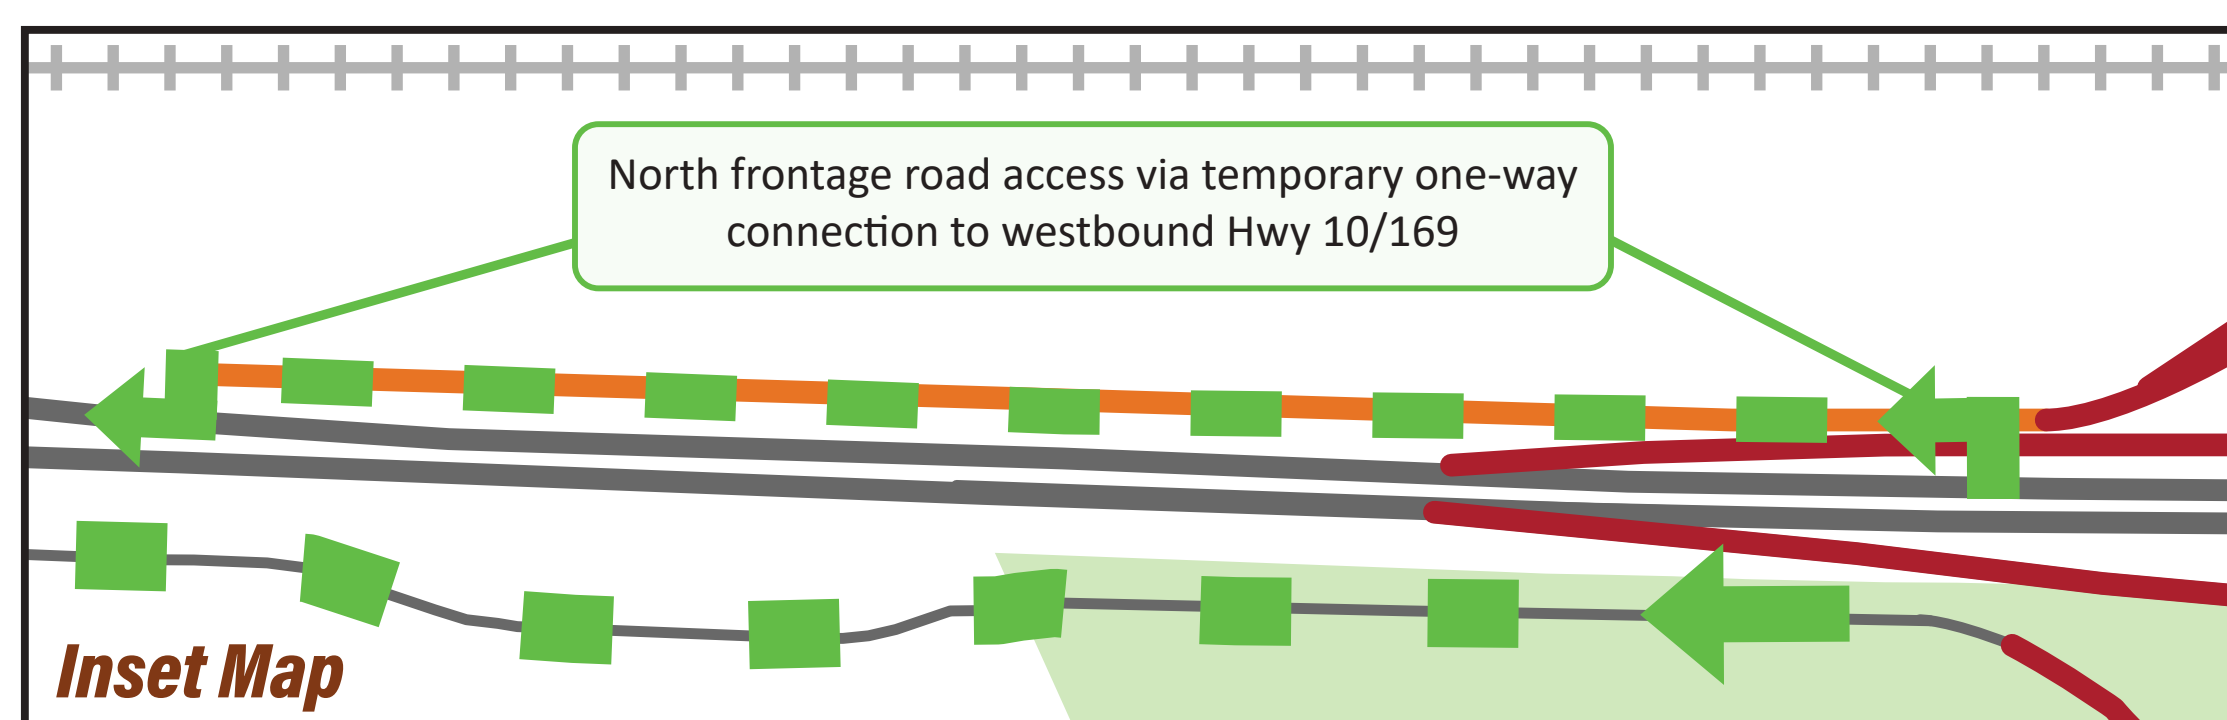 North frontage road access via temporary one-way
connection to westbound Hwy 10/169
Inset Map